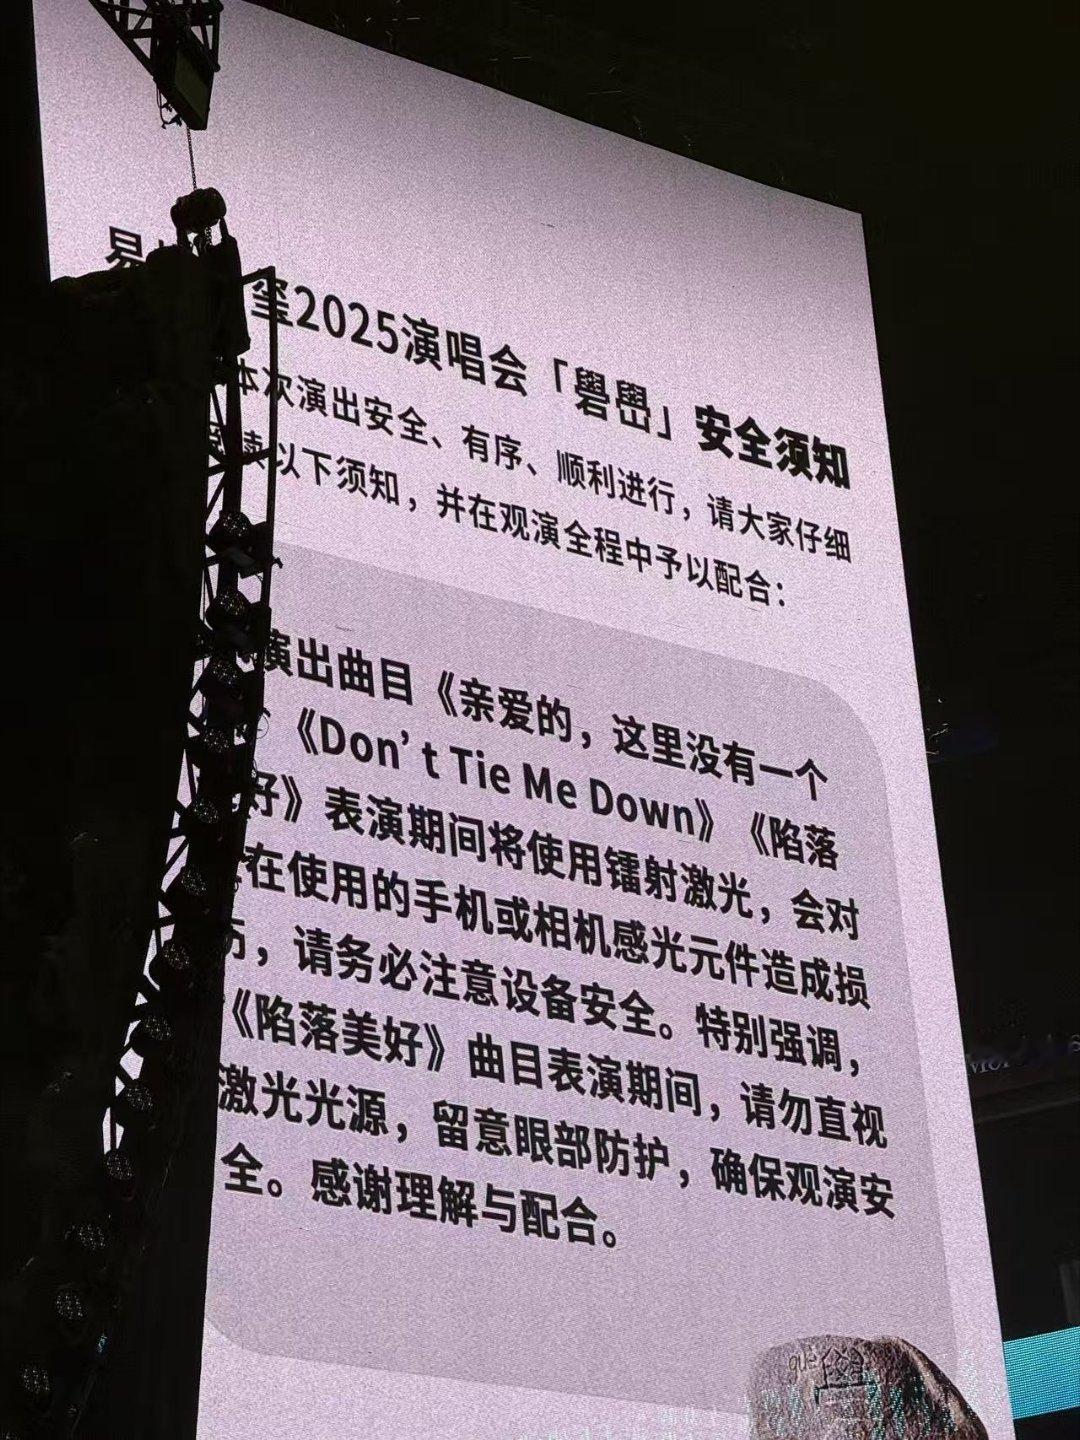 易 玺2025演唱会「礐嶨」安全须知
本次演出安全、有序、顺利进行，请大家仔细
读以下须知，并在观演全程中予以配合：
演出曲目《亲爱的，这里没有一个
《Don't Tie Me Down》《陷落
好》表演期间将使用镭射激光，会对
在使用的手机或相机感光元件造成损
，请务必注意设备安全。特别强调，
《陷落美好》曲目表演期间，请勿直视
激光光源，留意眼部防护，确保观演安
全。感谢理解与配合。
gue